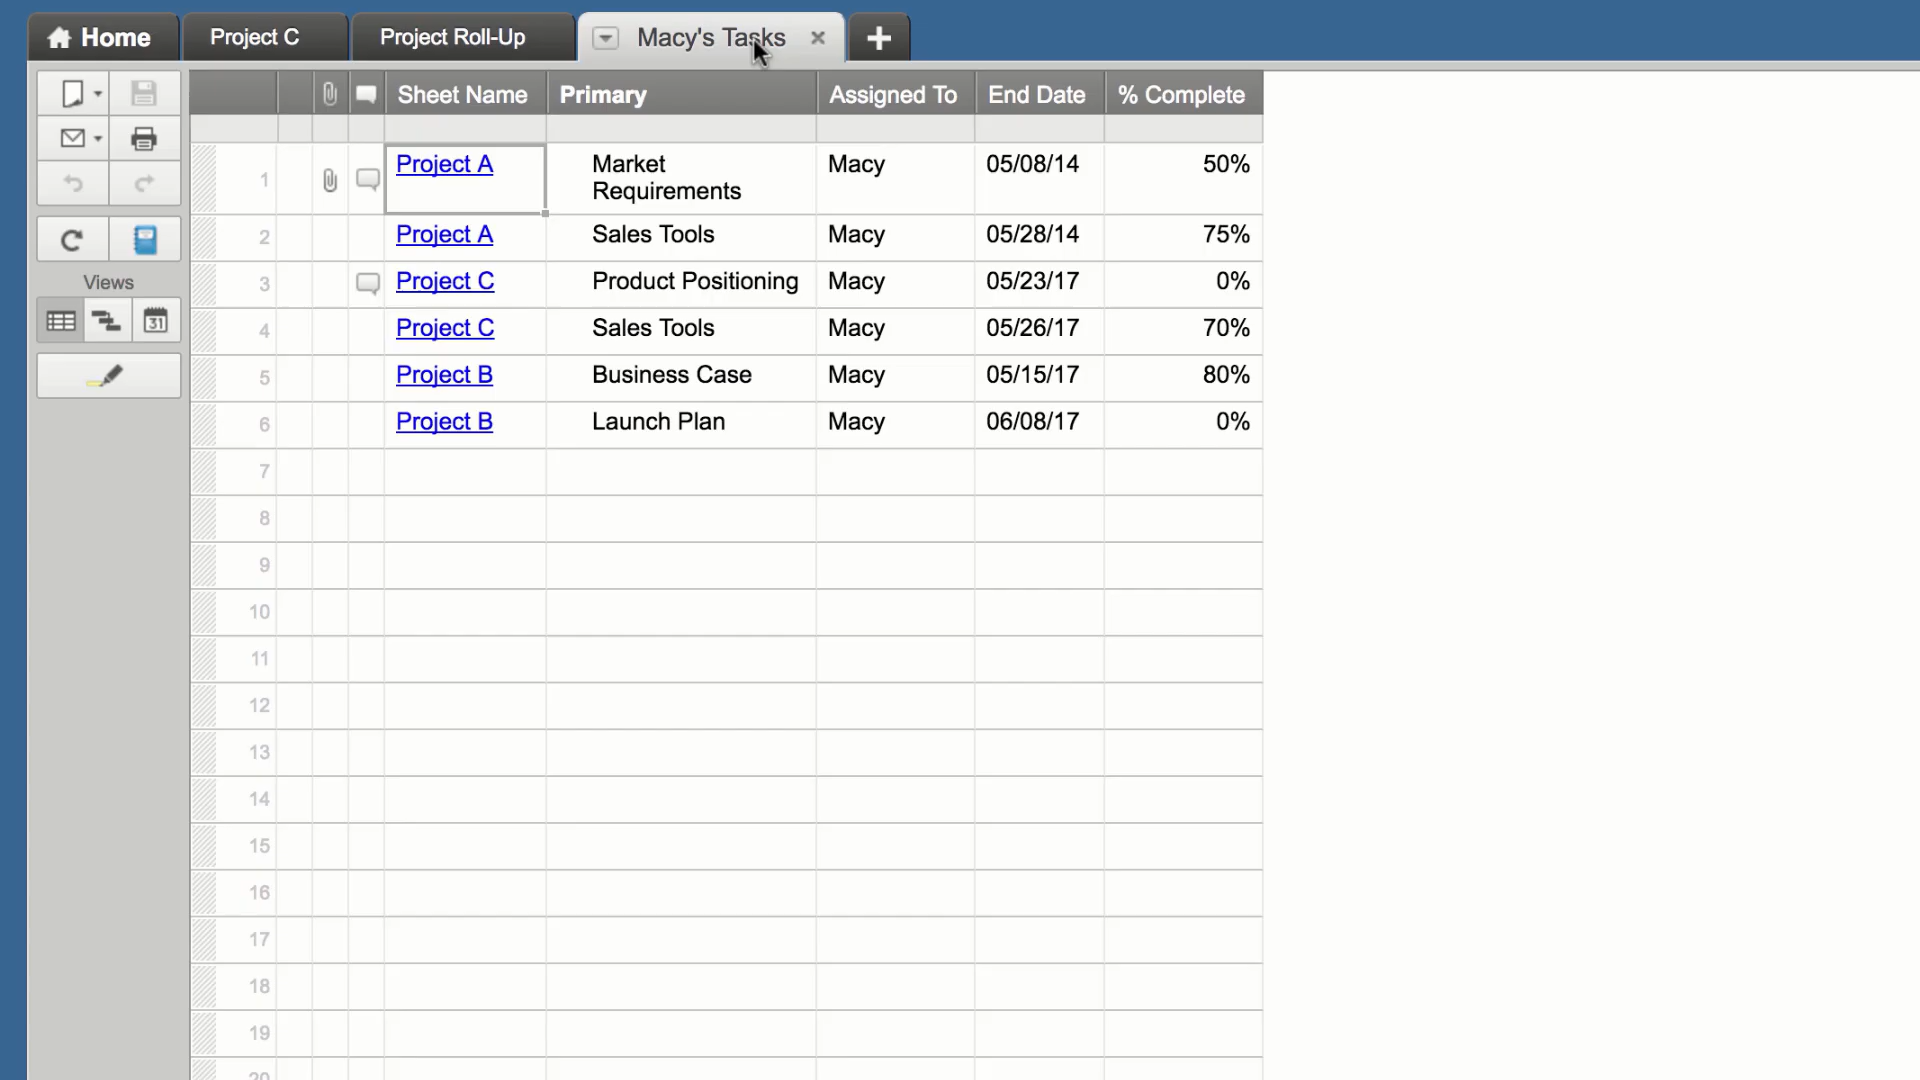 Home Project C Project Roll-Up Macy's Tasks
Sheet Name Primary Assigned To End Date % Complete
1 Project A Market Requirements Macy 05/08/14 50%
2 Project A Sales Tools Macy 05/28/14 75%
3 Project C Product Positioning Macy 05/23/17 0%
Views
31
4 Project C Sales Tools Macy 05/26/17 70%
5 Project B Business Case Macy 05/15/17 80%
6 Project B Launch Plan Macy 06/08/17 0%
7
8
9
10
11
12
13
14
15
16
17
18
19
20